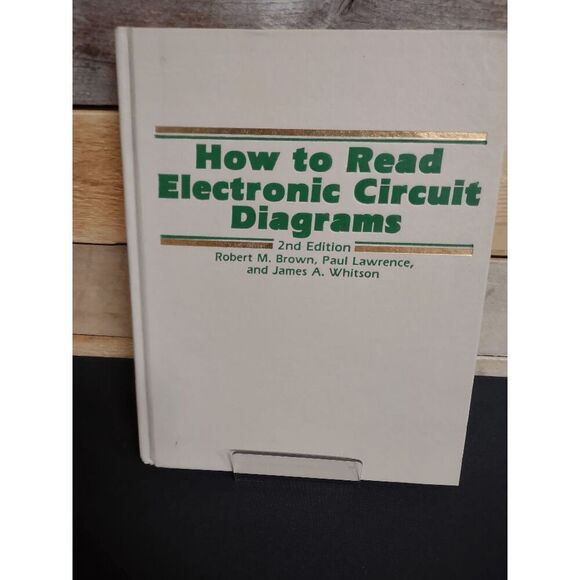 How to Read
Electronic Circuit
Diagrams
2nd Edition
Robert M. Brown, Paul Lawrence,
and James A. Whitson